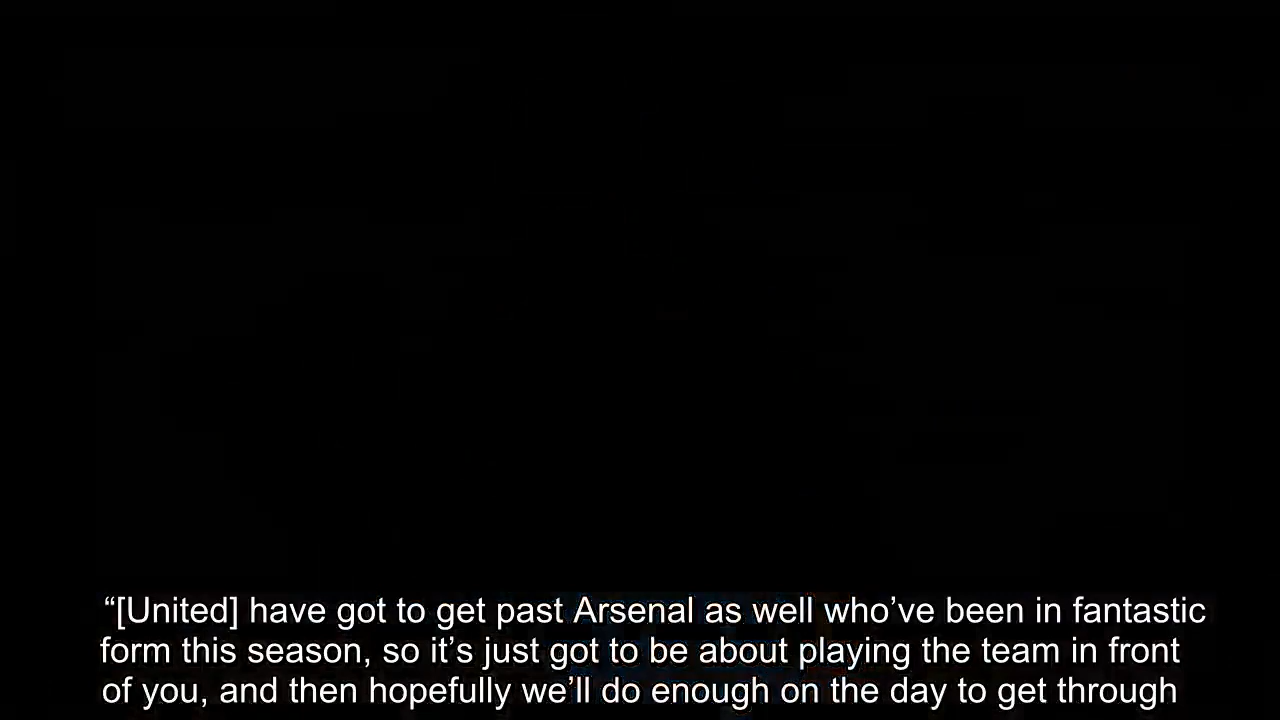 “[United] have got to get past Arsenal as well who’ve been in fantastic
form this season, so it’s just got to be about playing the team in front
of you, and then hopefully we’ll do enough on the day to get through